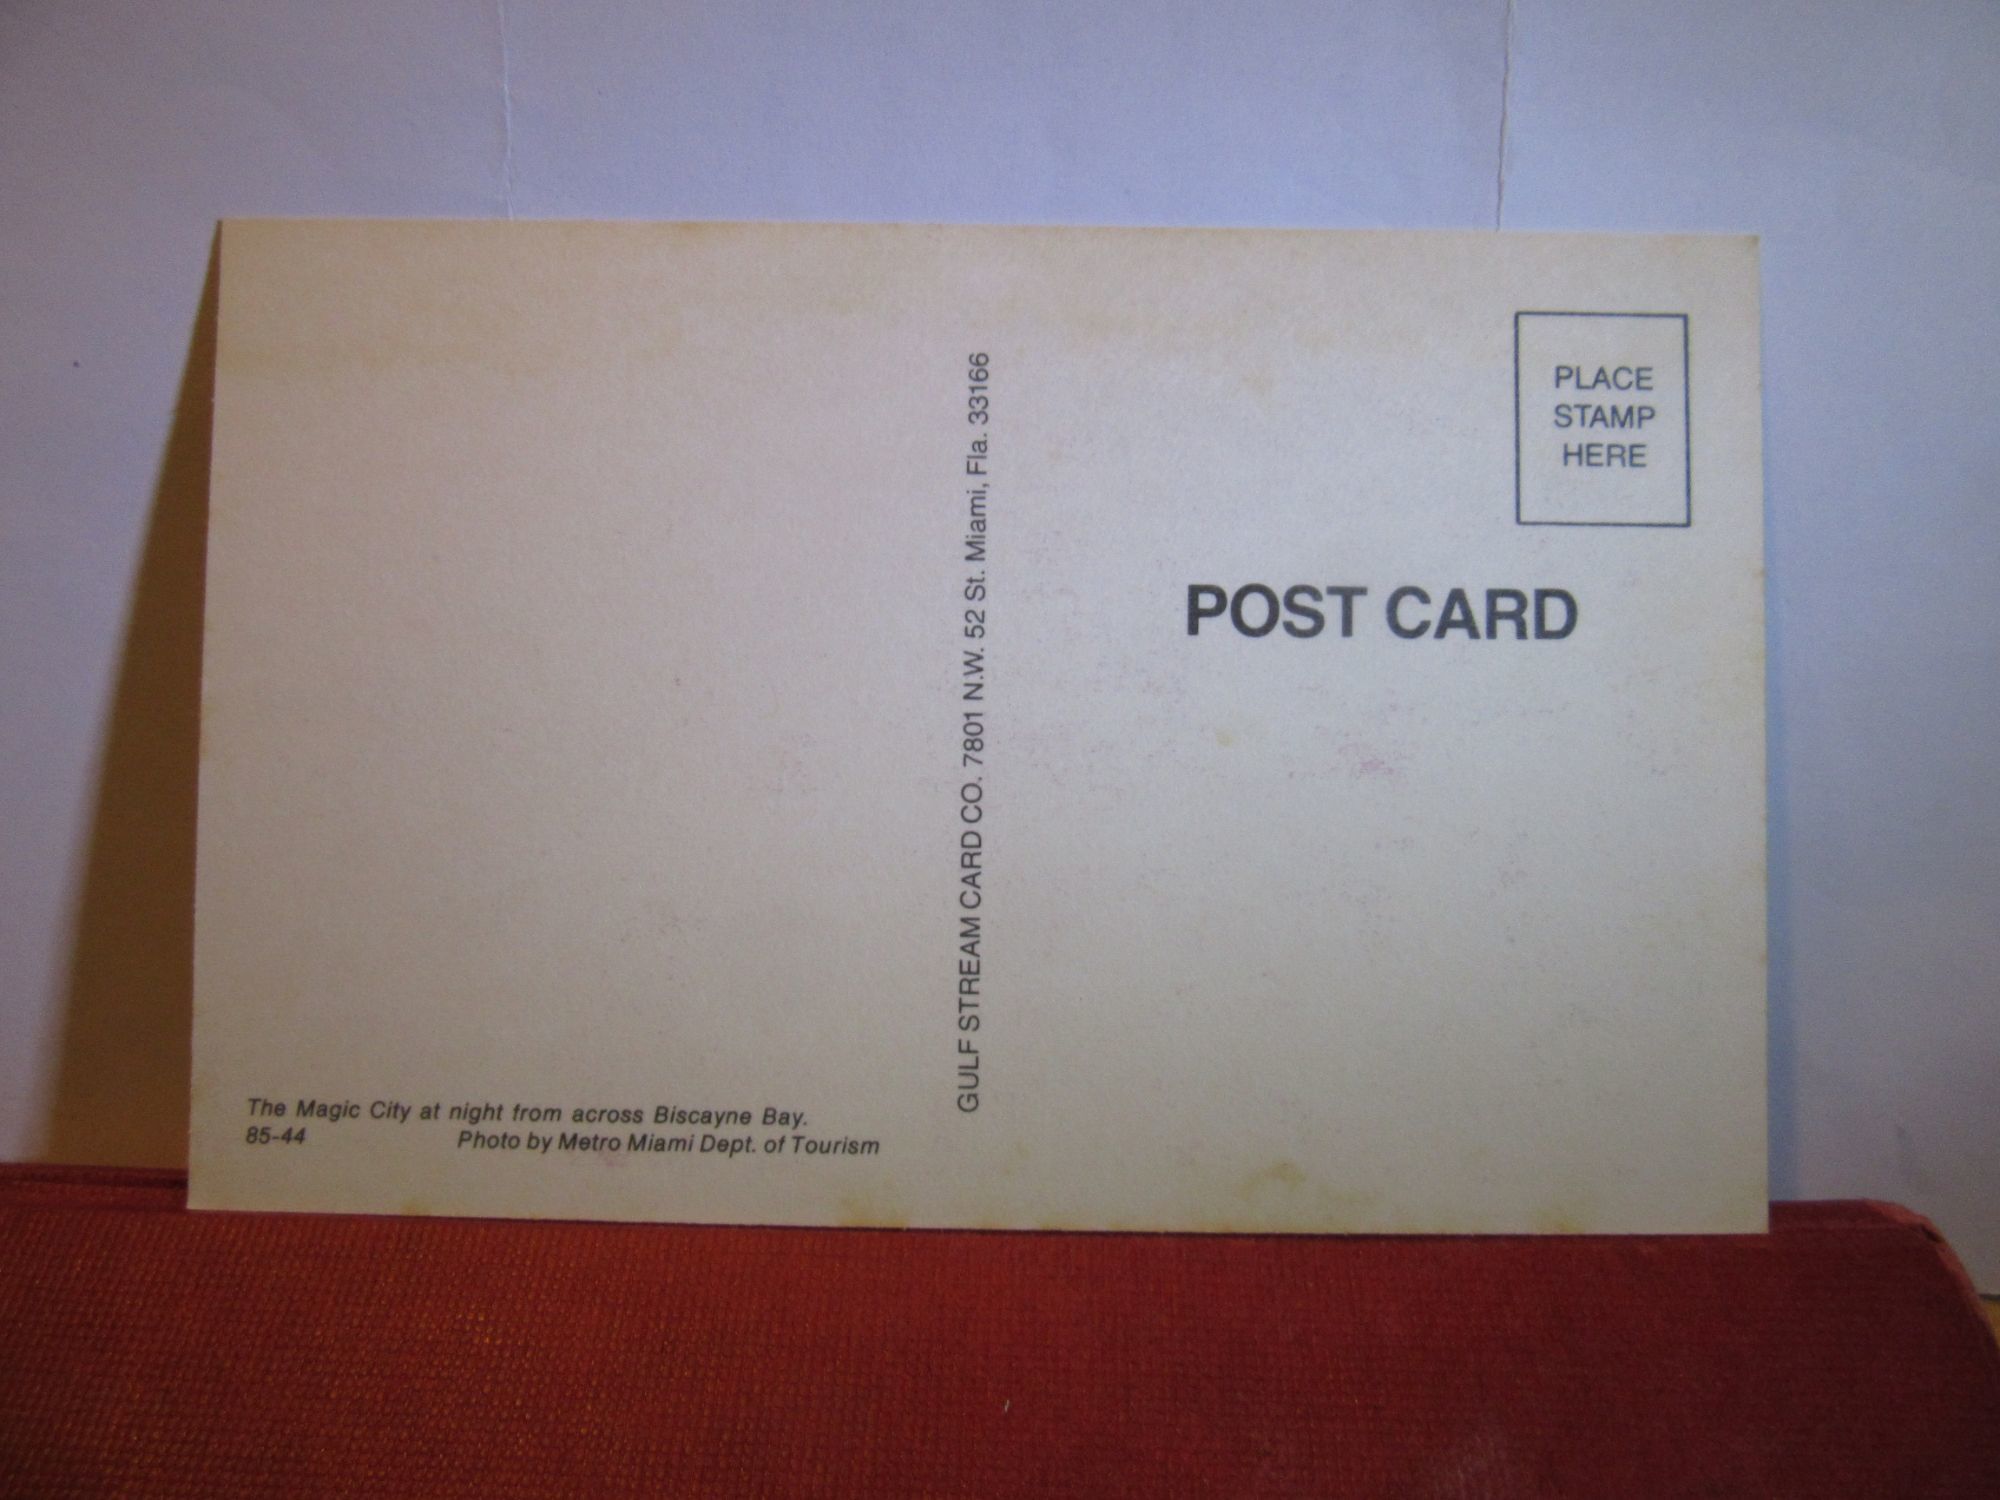 PLACE
STAMP
HERE
POST CARD
GULF STREAM CARD CO. 7801 N.W. 52 St. Miami, Fla. 33166
The Magic City at night from across Biscayne Bay.
85-44 Photo by Metro Miami Dept. of Tourism